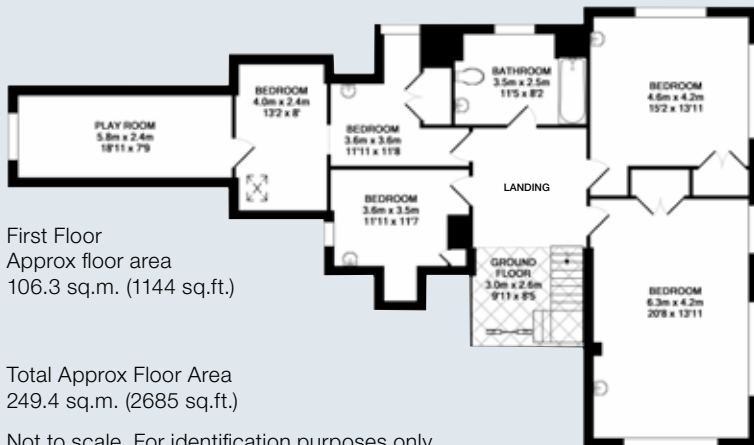 PLAY ROOM
5.8m x 2.4m
18'11 x 7'9
BEDROOM
4.0m x 2.4m
13'2 x 8'
BEDROOM
3.6m x 3.6m
11'11 x 11'8
BATHROOM
3.5m x 2.5m
11'5 x 8'2
BEDROOM
4.6m x 4.2m
15'2 x 13'11
LANDING
BEDROOM
3.6m x 3.5m
11'11 x 11'7
GROUND
FLOOR
3.0m x 2.6m
9'11 x 8'5
BEDROOM
6.3m x 4.2m
20'8 x 13'11
First Floor
Approx floor area
106.3 sq.m. (1144 sq.ft.)
Total Approx Floor Area
249.4 sq.m. (2685 sq.ft.)
Not to scale. For identification purposes only